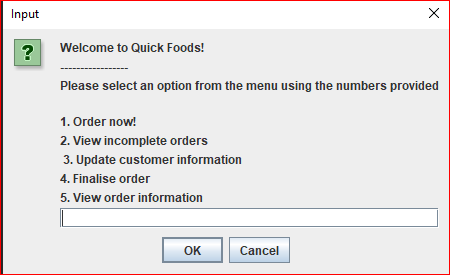 Input
?
Welcome to Quick Foods!
-----------------
Please select an option from the menu using the numbers provided
1. Order now!
2. View incomplete orders
3. Update customer information
4. Finalise order
5. View order information
OK Cancel